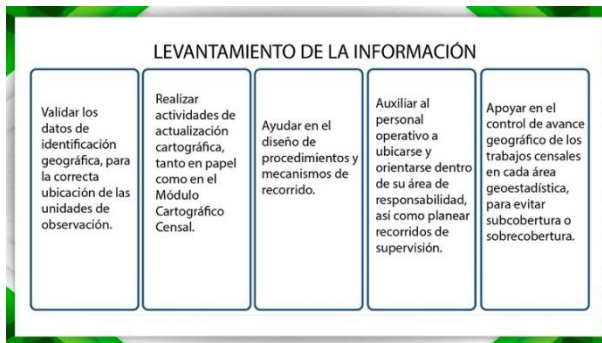 LEVANTAMIENTO DE LA INFORMACIÓN
Validar los
datos de
identificación
geográfica, para
la correcta
ubicación de las
unidades de
observación.
Realizar
actividades de
actualización
cartográfica,
tanto en papel
como en el
Módulo
Cartográfico
Censal.
Ayudar en el
diseño de
procedimientos y
mecanismos de
recorrido.
Auxiliar al
personal
operativo a
ubicarse y
orientarse dentro
de su área de
responsabilidad,
así como planear
recorridos de
supervisión.
Apoyar en el
control de avance
geográfico de los
trabajos censales
en cada área
geoestadística,
para evitar
subcobertura o
sobrecobertura.